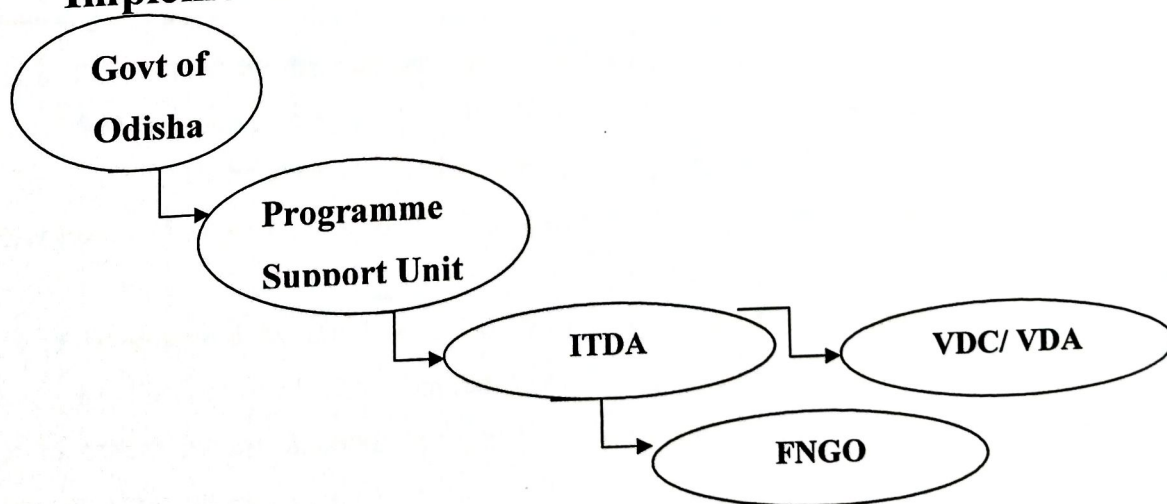 Govt of
Odisha
Programme
Support Unit
ITDA
VDC/ VDA
FNGO